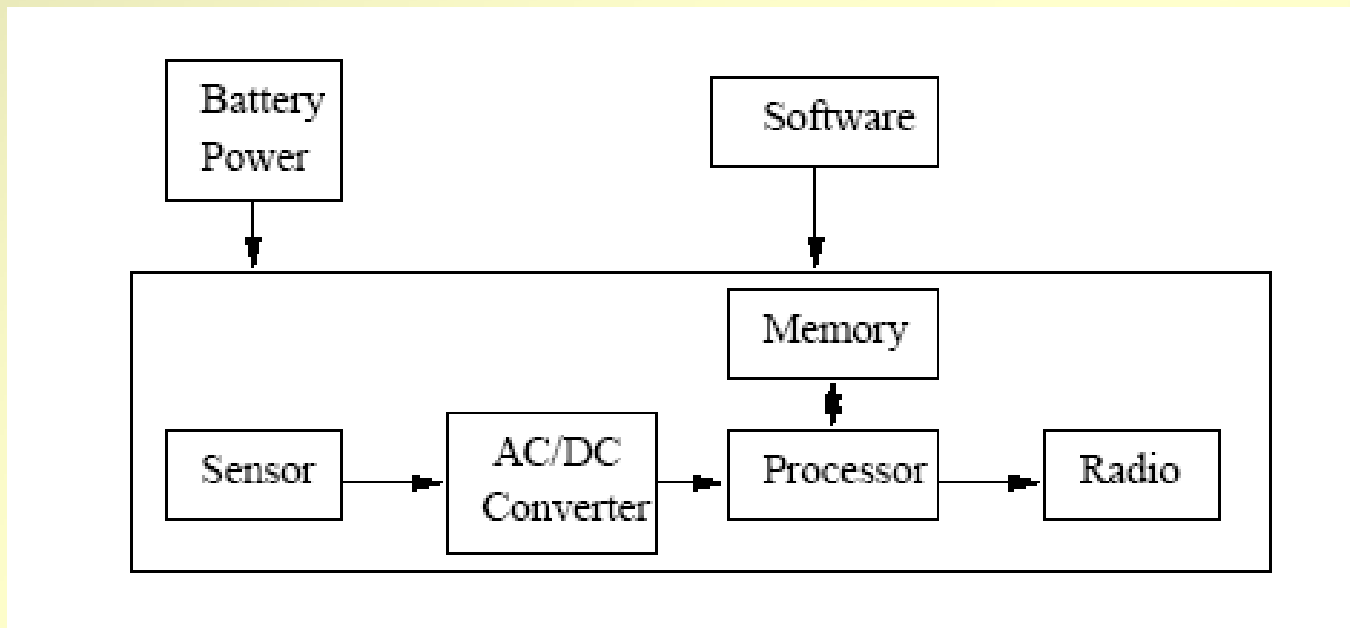 Battery
Power
Software
Memory
Sensor
AC/DC
Converter
Processor
Radio